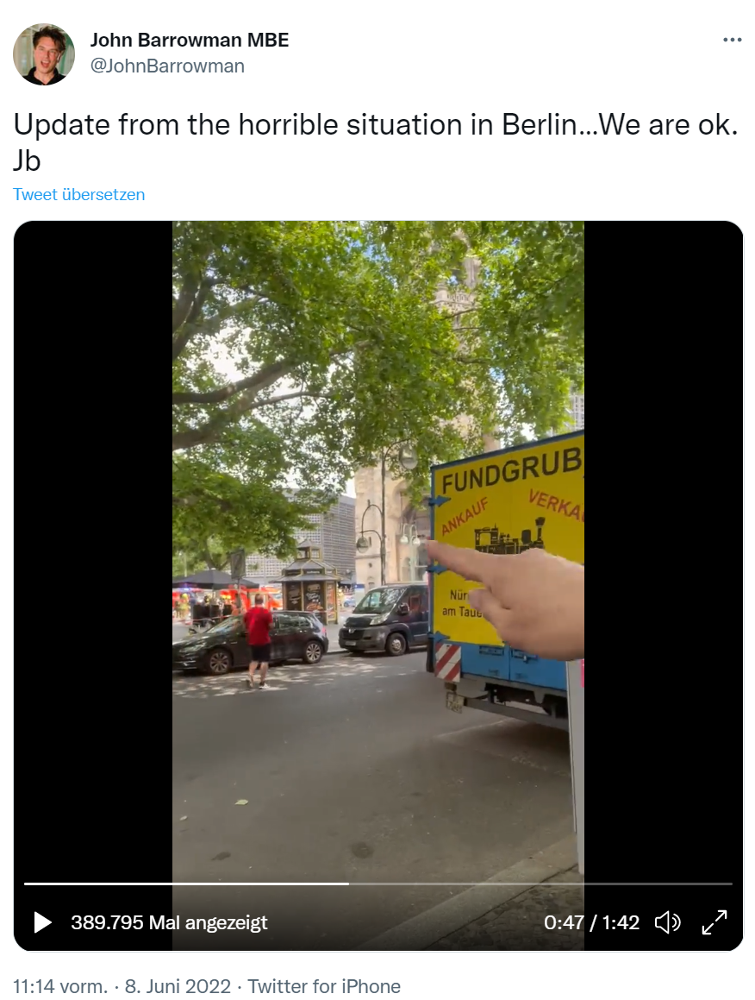 John Barrowman MBE
@JohnBarrowman
Update from the horrible situation in Berlin...We are ok.
Jb
Tweet übersetzen
FUNDGRUB
ANKAUF
VERKAU
Nür
am Taue
389.795 Mal angezeigt
0:47 / 1:42
11:14 vorm. · 8. Juni 2022 · Twitter for iPhone